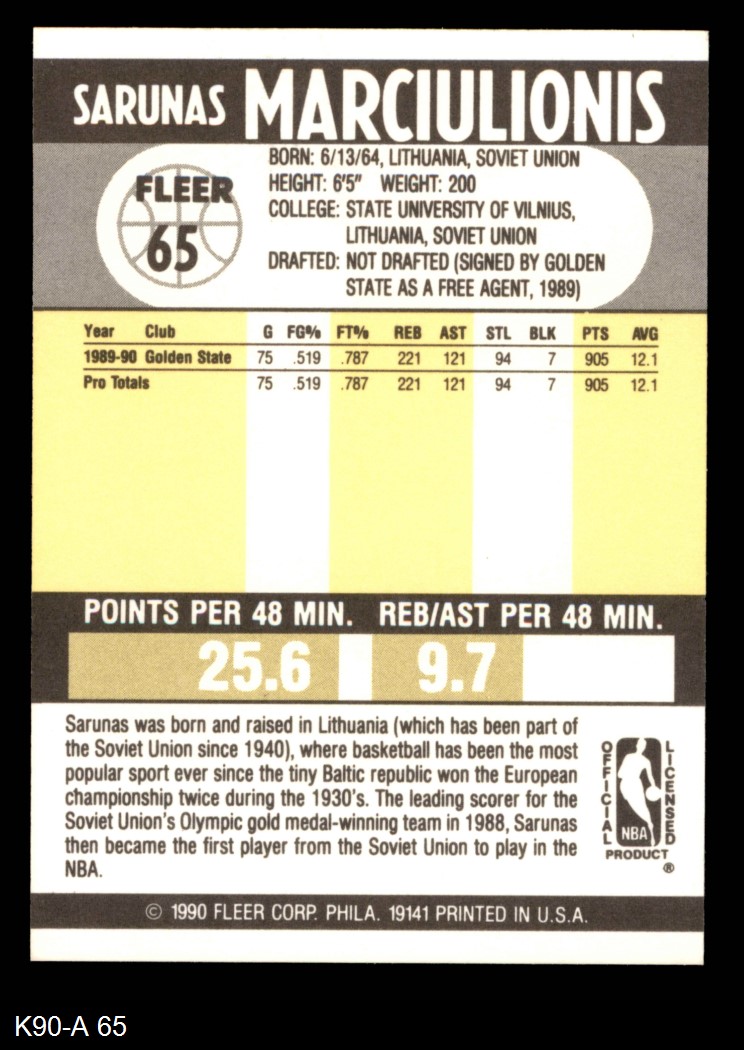 SARUNAS MARCIULIONIS
FLEER
65
BORN: 6/13/64, LITHUANIA, SOVIET UNION
HEIGHT: 6'5" WEIGHT: 200
COLLEGE: STATE UNIVERSITY OF VILNIUS,
LITHUANIA, SOVIET UNION
DRAFTED: NOT DRAFTED (SIGNED BY GOLDEN
STATE AS A FREE AGENT, 1989)
Year Club G FG% FT% REB AST STL BLK PTS AVG
1989-90 Golden State 75 .519 .787 221 121 94 7 905 12.1
Pro Totals 75 .519 .787 221 121 94 7 905 12.1
POINTS PER 48 MIN. REB/AST PER 48 MIN.
25.6 9.7
Sarunas was born and raised in Lithuania (which has been part of
the Soviet Union since 1940), where basketball has been the most
popular sport ever since the tiny Baltic republic won the European
championship twice during the 1930's. The leading scorer for the
Soviet Union's Olympic gold medal-winning team in 1988, Sarunas
then became the first player from the Soviet Union to play in the
NBA.
OFFICIAL
NBA
LICENSED
PRODUCT
®
© 1990 FLEER CORP. PHILA. 19141 PRINTED IN U.S.A.
K90-A 65